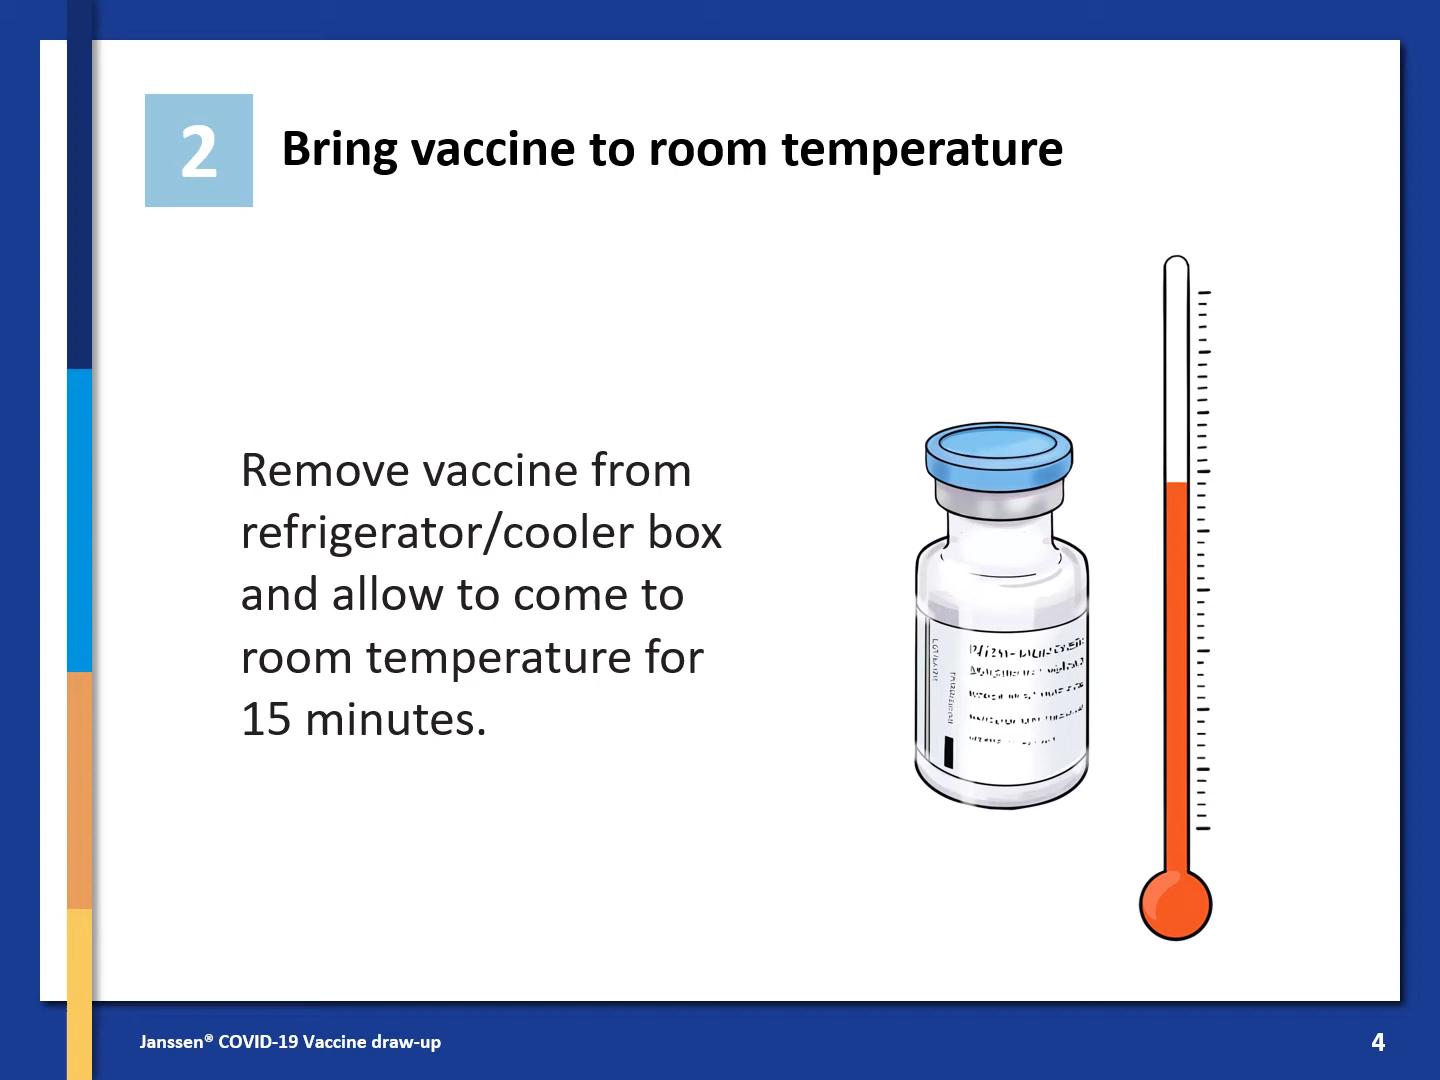 2
Bring vaccine to room temperature
Remove vaccine from
refrigerator/cooler box
and allow to come to
room temperature for
15 minutes.
Janssen® COVID-19 Vaccine draw-up
4